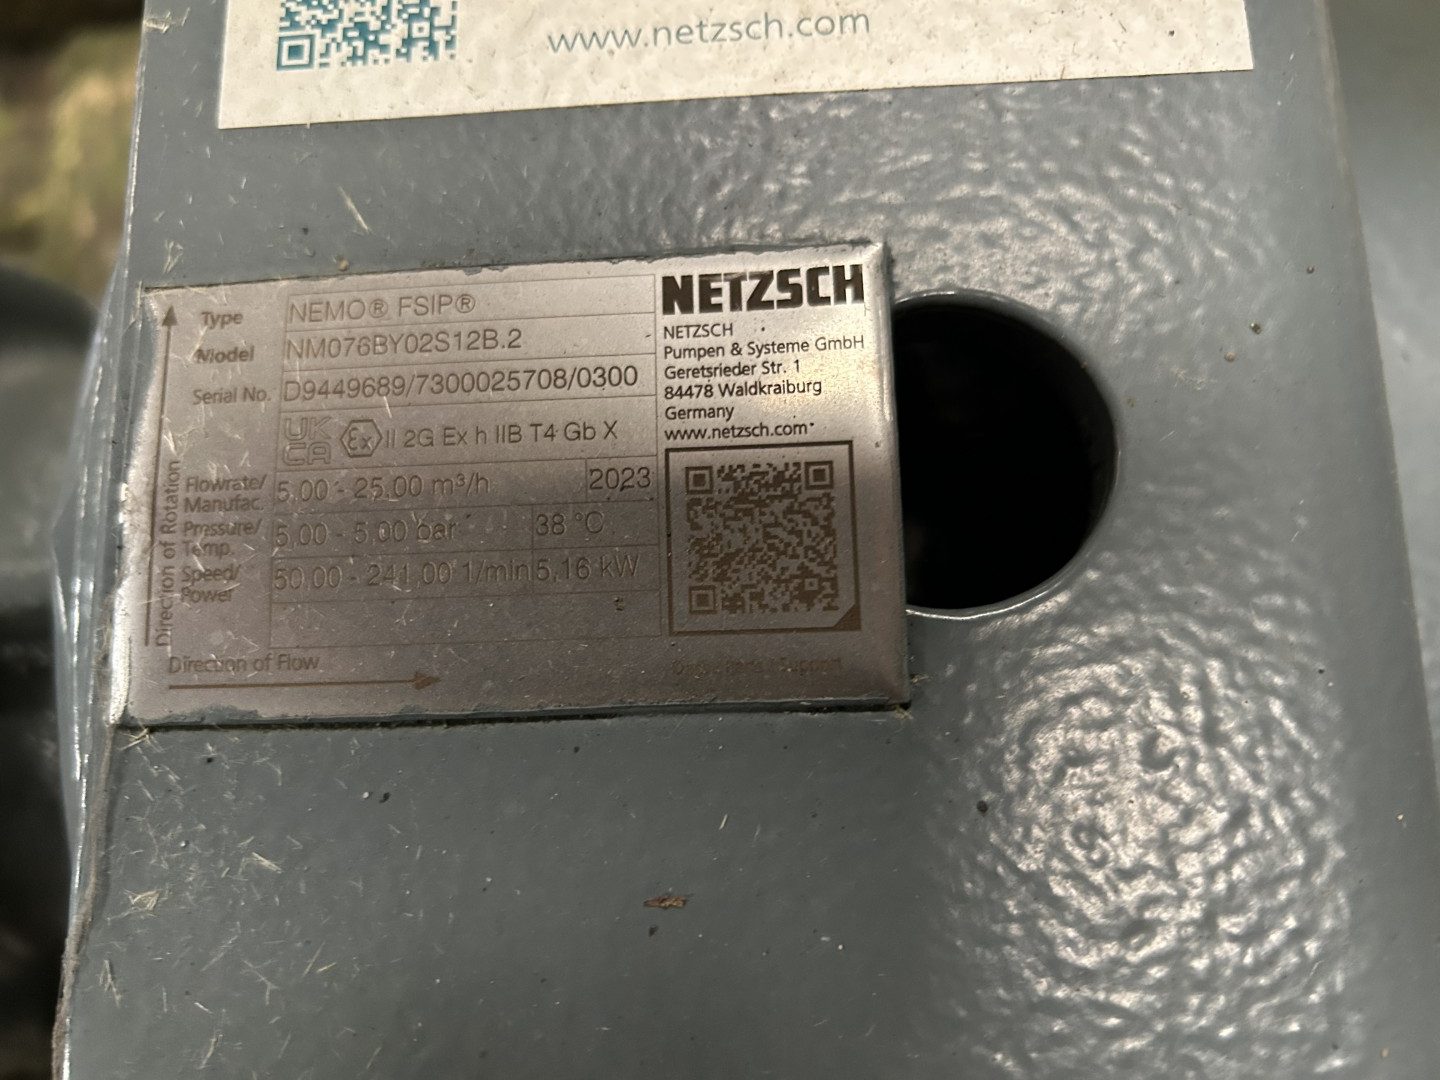 www.netzsch.com
Type NEMO® FSIP®
Model NM076BY02S12B.2
Serial No. D9449689/7300025708/0300
UK CA Ex II 2G Ex h IIB T4 Gb X
Flowrate/ Manufac. 5,00 - 25,00 m³/h 2023
Pressure/ Temp. 5,00 - 5,00 bar 38 °C
Speed/ Power 50,00 - 241,00 1/min 5,16 kW
Direction of Rotation
Direction of Flow
NETZSCH
NETZSCH
Pumpen & Systeme GmbH
Geretsrieder Str. 1
84478 Waldkraiburg
Germany
www.netzsch.com
Support